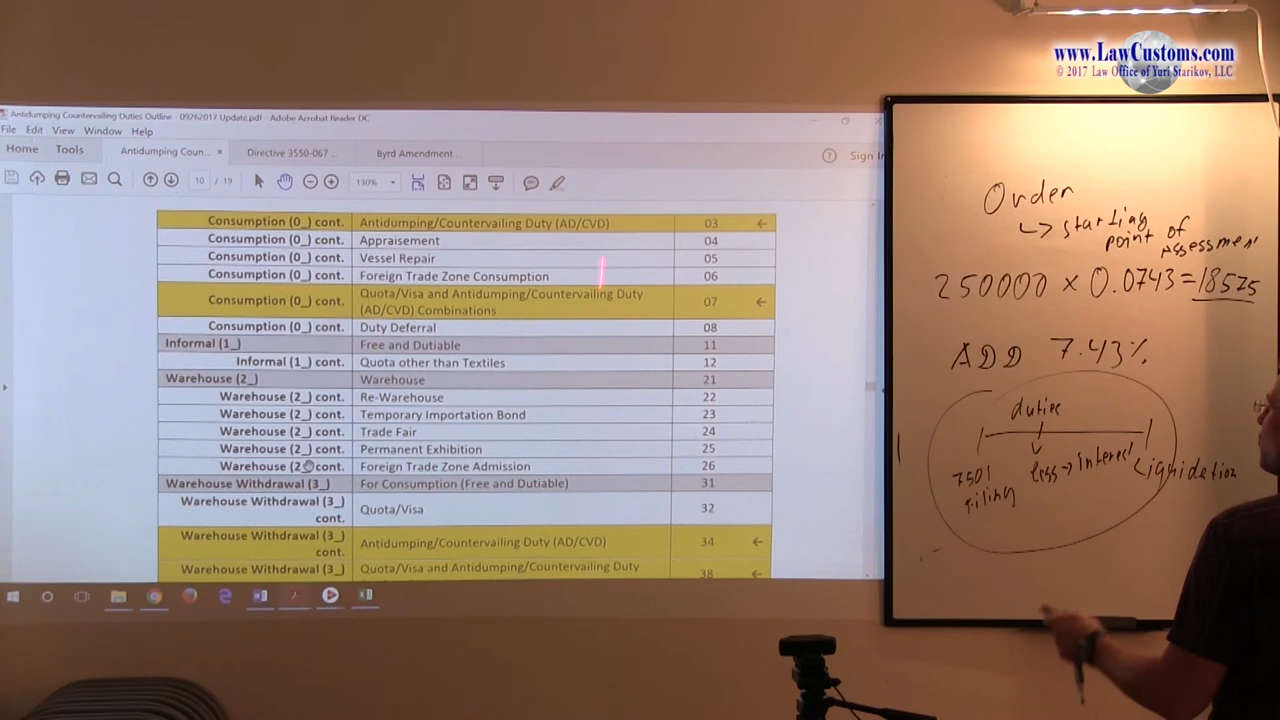 www.LawCustoms.com
© 2017 Law Office of Yuri Starikov, LLC
Antidumping Countervailing Duties Outline - 09262017 Update.pdf - Adobe Acrobat Reader DC
File Edit View Window Help
Home Tools Antidumping Coun... × Directive 3550-067 ... Byrd Amendment ... Sign In
10 / 19 130%
Consumption (0_) cont. Antidumping/Countervailing Duty (AD/CVD) 03 ←
Consumption (0_) cont. Appraisement 04
Consumption (0_) cont. Vessel Repair 05
Consumption (0_) cont. Foreign Trade Zone Consumption 06
Consumption (0_) cont. Quota/Visa and Antidumping/Countervailing Duty
(AD/CVD) Combinations 07 ←
Consumption (0_) cont. Duty Deferral 08
Informal (1_) Free and Dutiable 11
Informal (1_) cont. Quota other than Textiles 12
Warehouse (2_) Warehouse 21
Warehouse (2_) cont. Re-Warehouse 22
Warehouse (2_) cont. Temporary Importation Bond 23
Warehouse (2_) cont. Trade Fair 24
Warehouse (2_) cont. Permanent Exhibition 25
Warehouse (2_) cont. Foreign Trade Zone Admission 26
Warehouse Withdrawal (3_) For Consumption (Free and Dutiable) 31
Warehouse Withdrawal (3_)
cont. Quota/Visa 32
Warehouse Withdrawal (3_)
cont. Antidumping/Countervailing Duty (AD/CVD) 34 ←
Warehouse Withdrawal (3_) Quota/Visa and Antidumping/Countervailing Duty 38 ←
Order
↳ starting
point of
Assessment
250000 × 0.0743 = 18575
ADD 7.43%
duties
7501
filing
less → interest
Liquidation